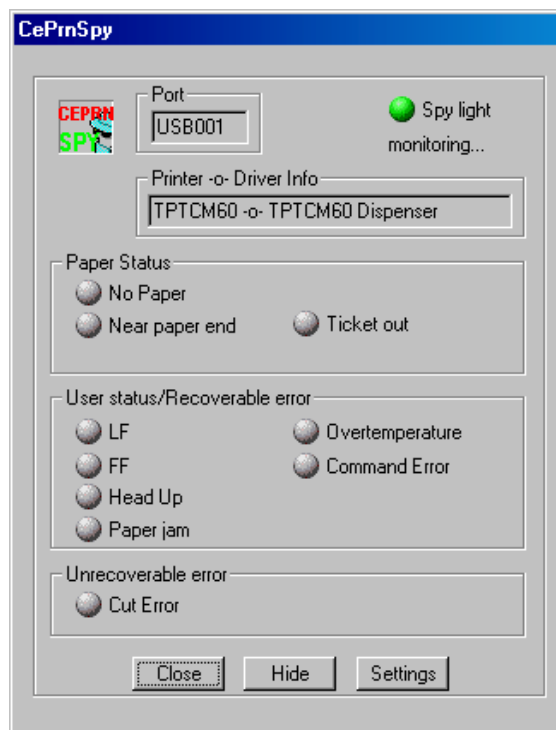 CePrnSpy
CEPRN
SPY
Port
USB001
Spy light
monitoring...
Printer -o- Driver Info
TPTCM60 -o- TPTCM60 Dispenser
Paper Status
No Paper
Near paper end
Ticket out
User status/Recoverable error
LF
Overtemperature
FF
Command Error
Head Up
Paper jam
Unrecoverable error
Cut Error
Close
Hide
Settings